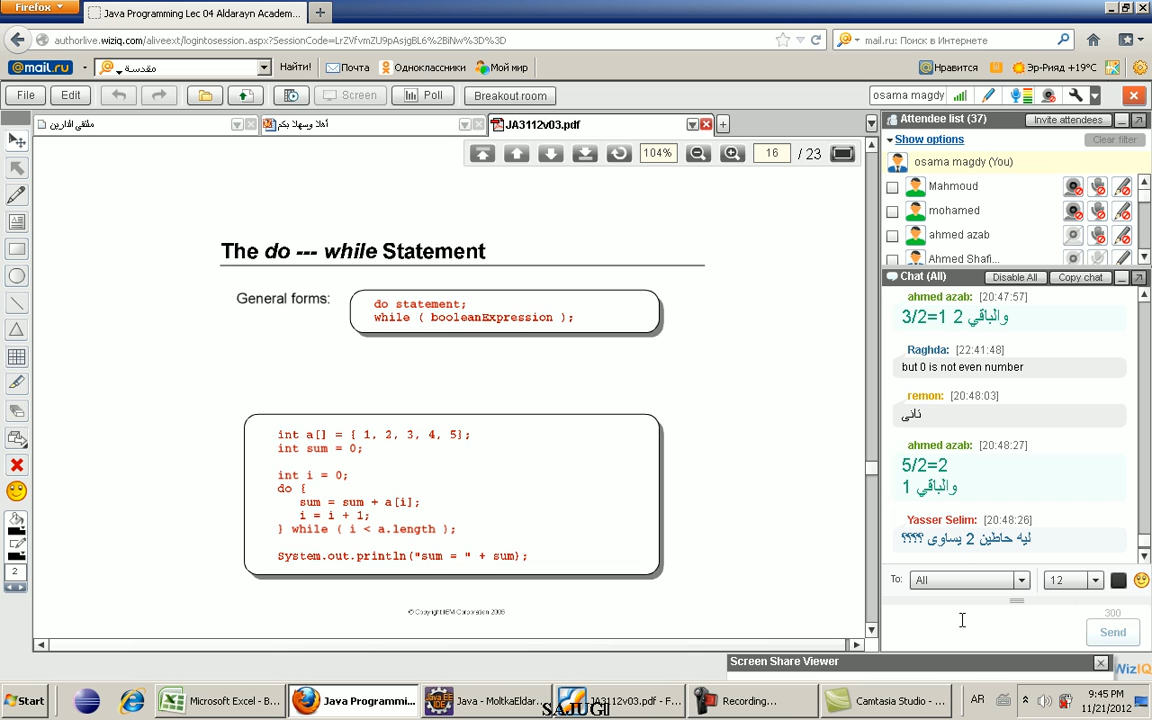 Firefox
Java Programming Lec 04 Aldarayn Academ...
authorlive.wiziq.com/aliveext/logintosession.aspx?SessionCode=LrZVfvmZU9pAsjgBL6%2BiNw%3D%3D
mail.ru: Поиск в Интернете
@mail.ru
مقدسة
Найти!
Почта
Одноклассники
Мой мир
Нравится
Эр-Рияд +19°C
File
Edit
Screen
Poll
Breakout room
osama magdy
ملتقى الدارين
أهلا وسهلا بكم
JA3112v03.pdf
104%
16
/ 23
The do --- while Statement
General forms:
do statement;
while ( booleanExpression );
int a[] = { 1, 2, 3, 4, 5};
int sum = 0;
int i = 0;
do {
sum = sum + a[i];
i = i + 1;
} while ( i < a.length );
System.out.println("sum = " + sum);
© Copyright IBM Corporation 2006
Attendee list (37)
Invite attendees
Show options
Clear filter
osama magdy (You)
Mahmoud
mohamed
ahmed azab
Ahmed Shafi...
Chat (All)
Disable All
Copy chat
ahmed azab: [20:47:57]
3/2=1 والباقي 2
Raghda: [22:41:48]
but 0 is not even number
remon: [20:48:03]
تانى
ahmed azab: [20:48:27]
5/2=2
والباقي 1
Yasser Selim: [20:48:26]
ليه حاطين 2 يساوى ؟؟؟؟
To:
All
12
300
Send
2
Screen Share Viewer
WizIQ
Start
Microsoft Excel - B...
Java Programmi...
Java - MoltkaEldar...
JA3112v03.pdf - F...
Recording...
Camtasia Studio - ...
AR
9:45 PM
11/21/2012